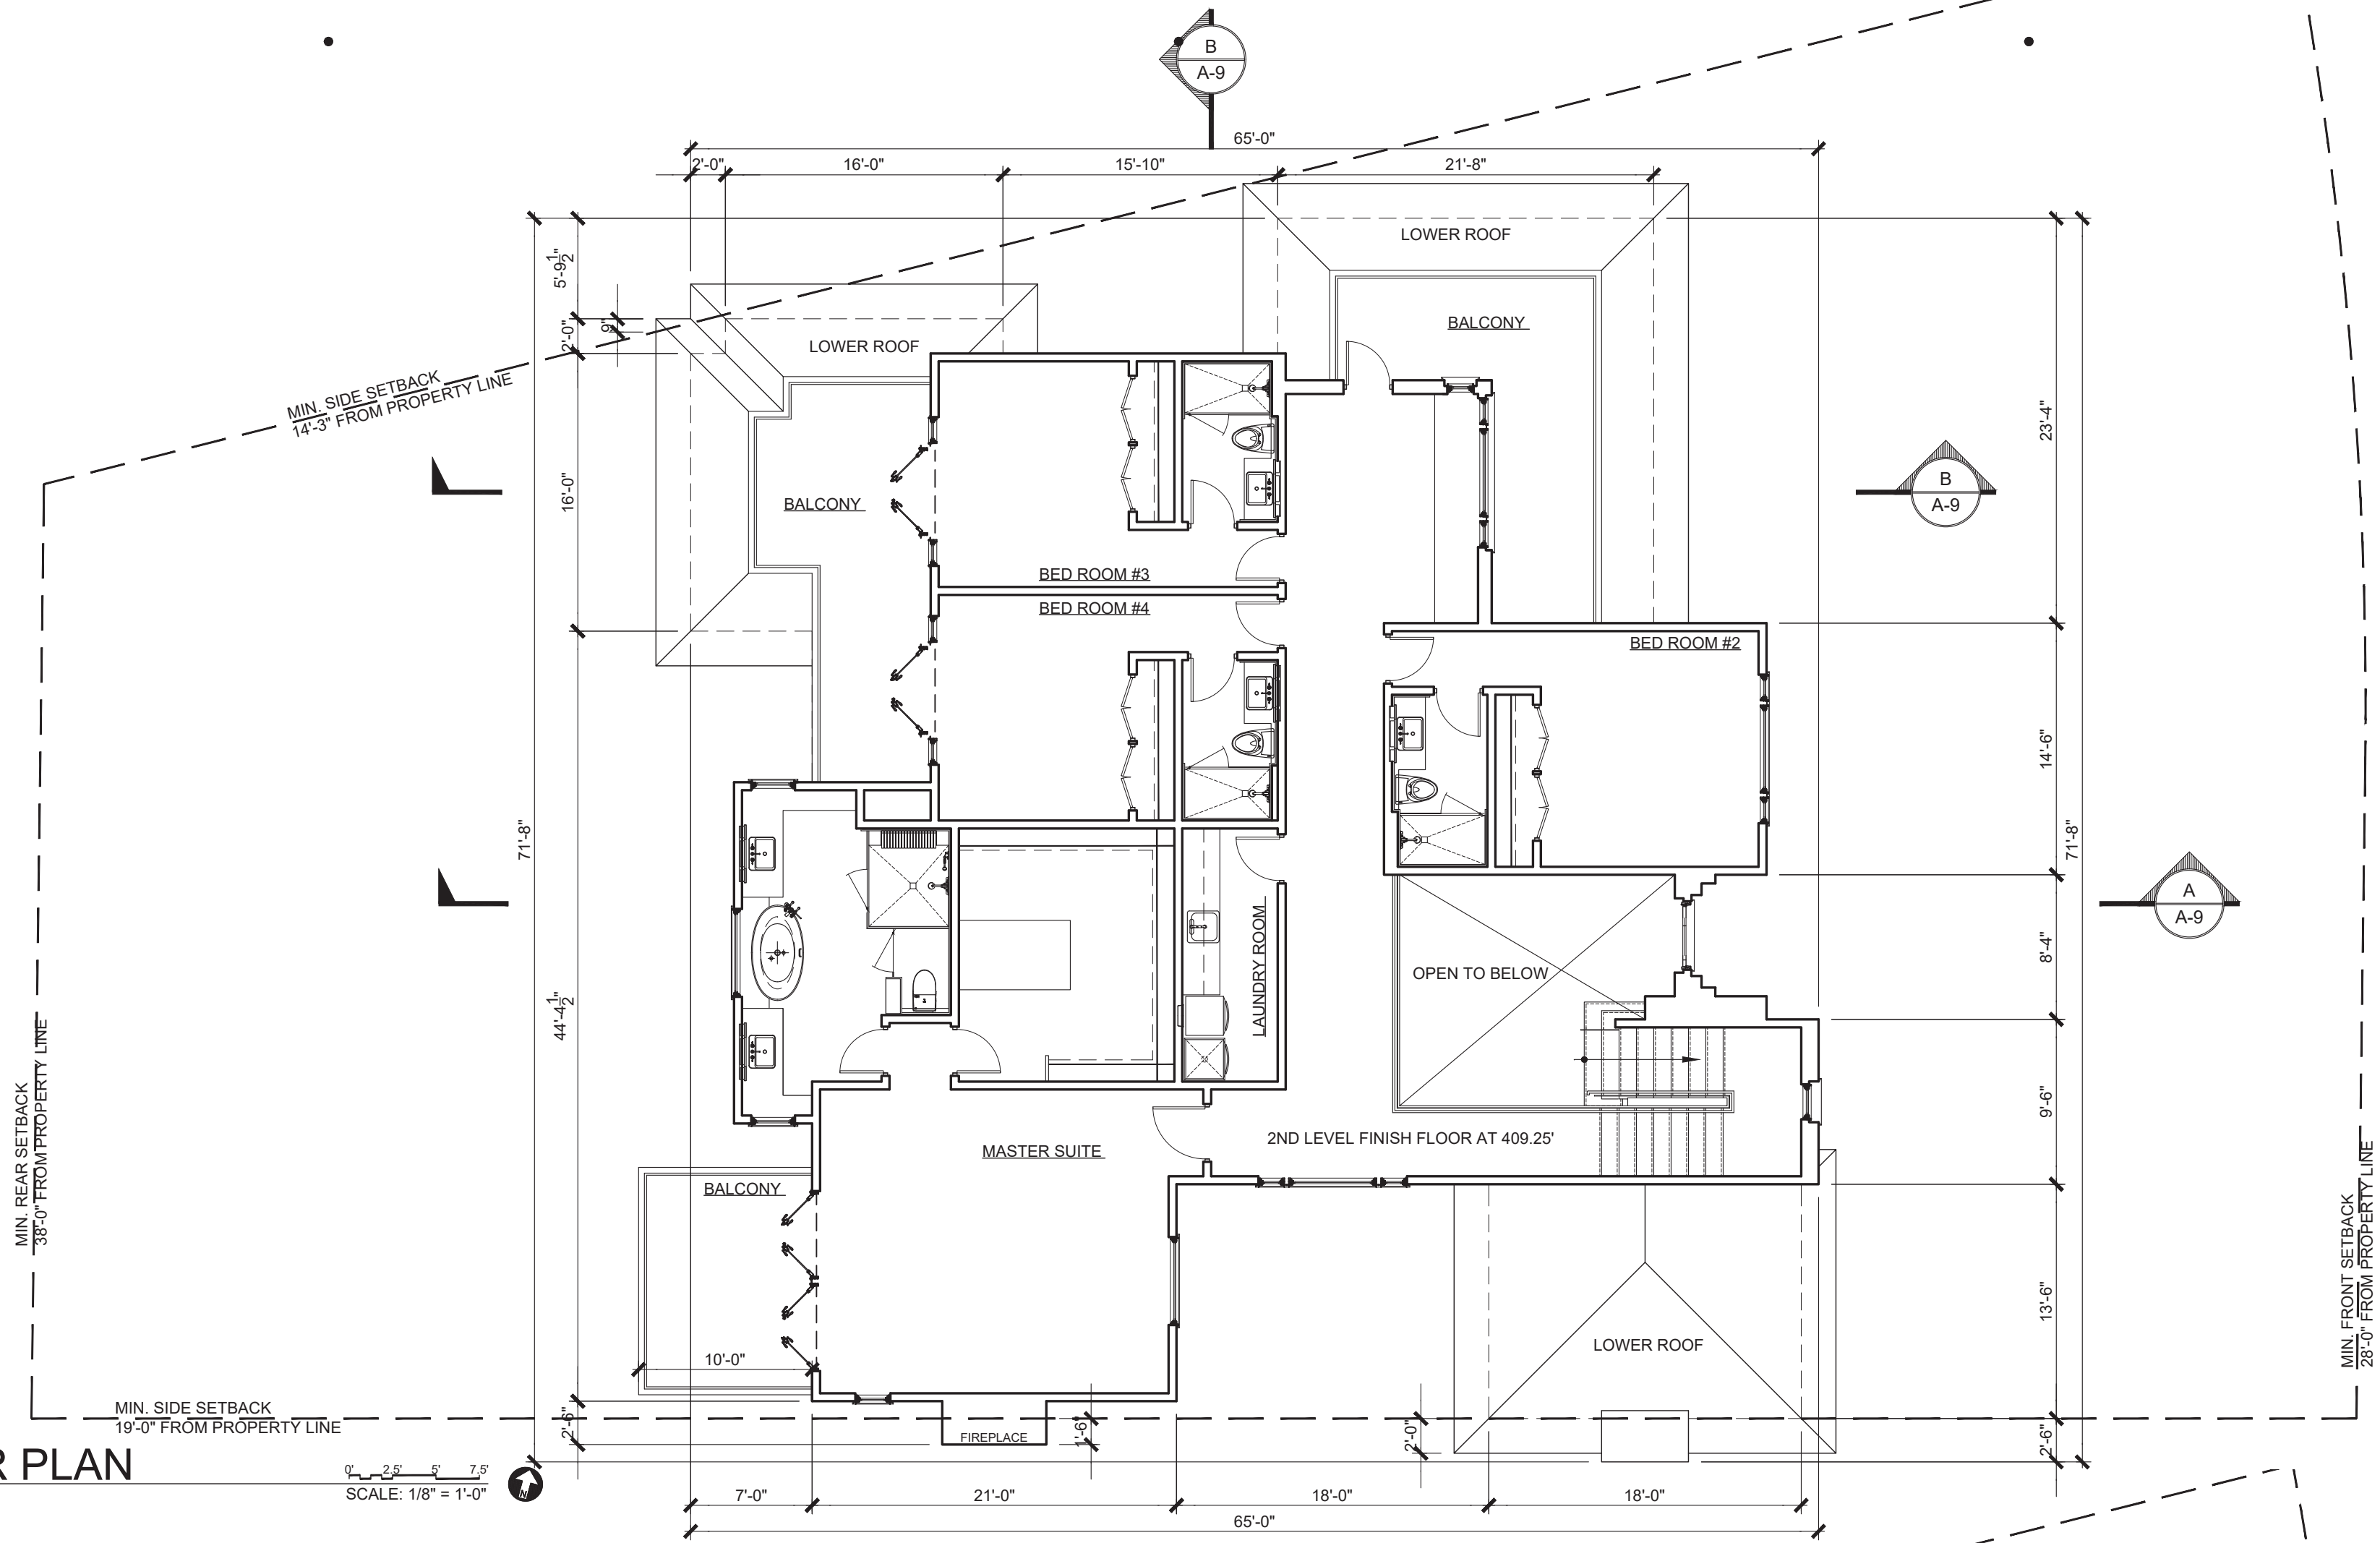 B
A-9
65'-0"
2'-0"
16'-0"
15'-10"
21'-8"
LOWER ROOF
5'-9 1/2"
9"
2'-0"
LOWER ROOF
BALCONY
MIN. SIDE SETBACK
14'-3" FROM PROPERTY LINE
23'-4"
B
A-9
BALCONY
16'-0"
BED ROOM #3
BED ROOM #4
BED ROOM #2
14'-6"
71'-8"
71'-8"
A
A-9
LAUNDRY ROOM
OPEN TO BELOW
8'-4"
44'-4 1/2"
MIN. REAR SETBACK
38'-0" FROM PROPERTY LINE
9'-6"
2ND LEVEL FINISH FLOOR AT 409.25'
MASTER SUITE
BALCONY
MIN. FRONT SETBACK
28'-0" FROM PROPERTY LINE
13'-6"
LOWER ROOF
10'-0"
MIN. SIDE SETBACK
19'-0" FROM PROPERTY LINE
2'-6"
FIREPLACE
1'-6"
2'-0"
2'-6"
R PLAN
0' 2.5' 5' 7.5'
SCALE: 1/8" = 1'-0"
N
7'-0"
21'-0"
18'-0"
18'-0"
65'-0"